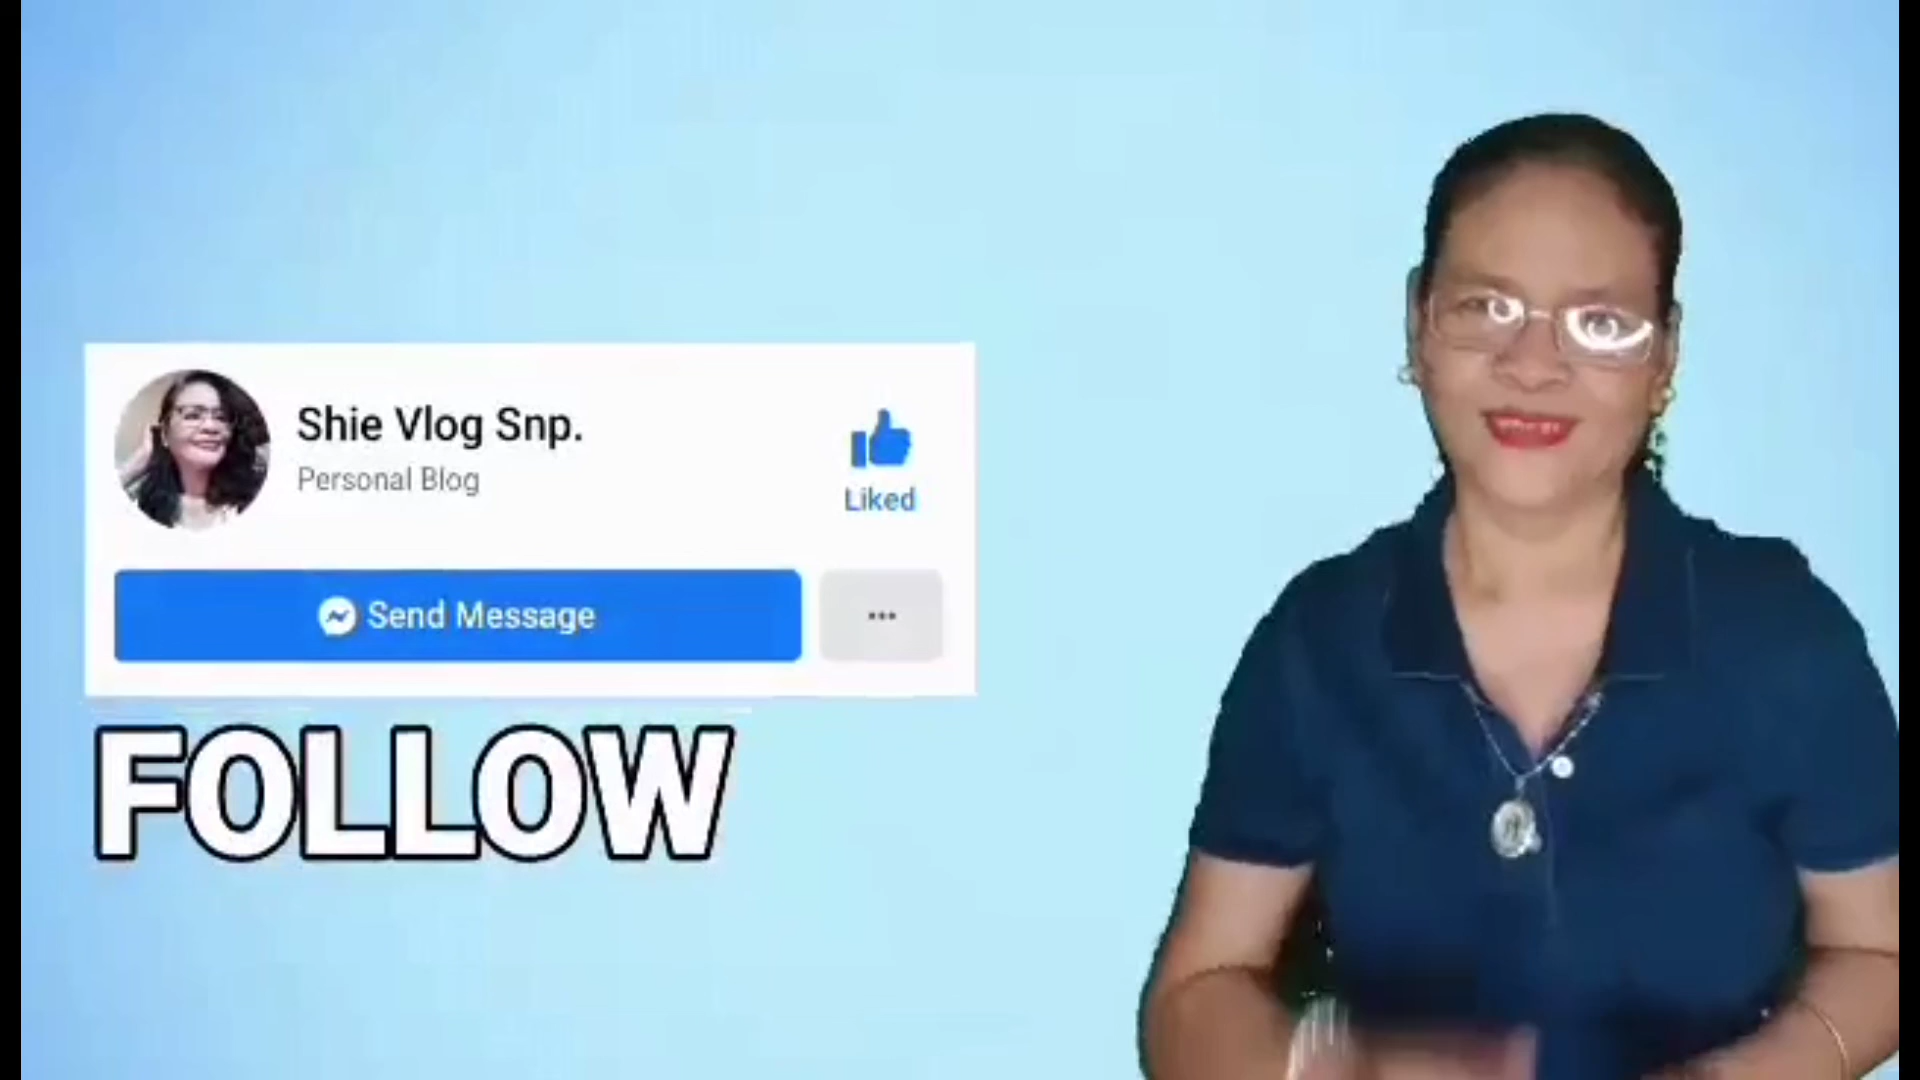 Shie Vlog Snp.
Personal Blog
Liked
Send Message
...
FOLLOW